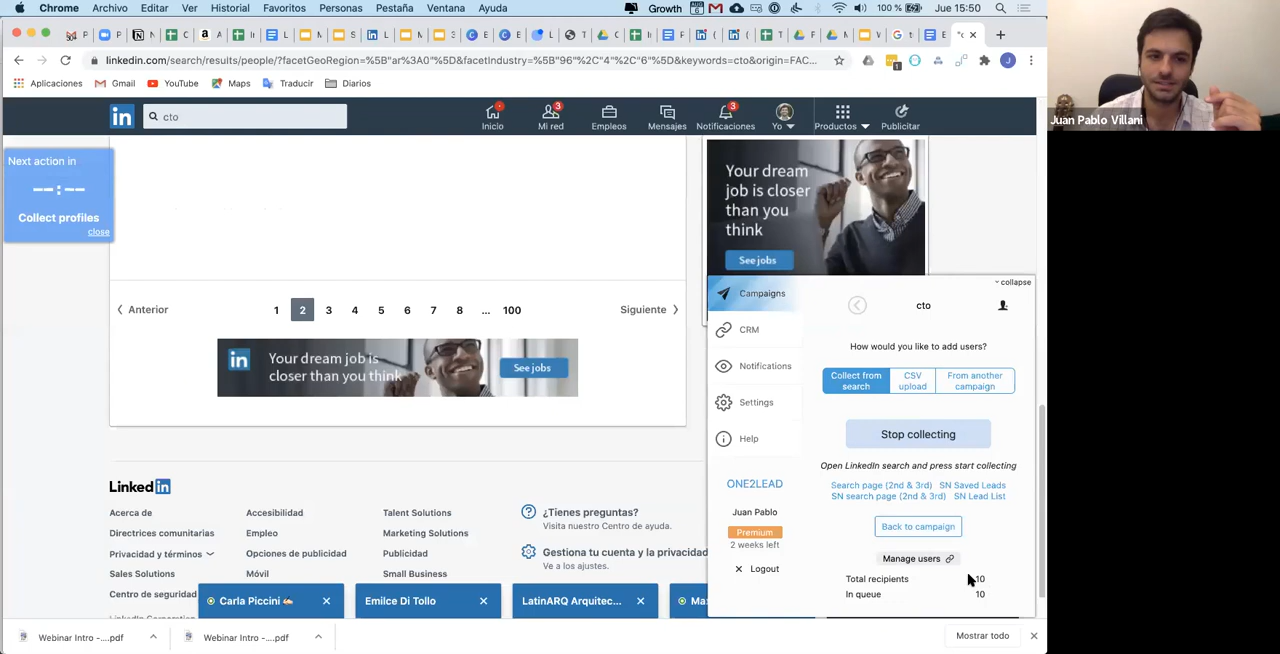 Chrome Archivo Editar Ver Historial Favoritos Personas Pestaña Ventana Ayuda
Growth 100 % Jue 15:50
linkedin.com/search/results/people/?facetGeoRegion=%5B"ar%3A0"%5D&facetIndustry=%5B"96"%2C"4"%2C"6"%5D&keywords=cto&origin=FAC...
Aplicaciones Gmail YouTube Maps Traducir Diarios
in cto
Inicio Mi red Empleos Mensajes Notificaciones Yo Productos Publicitar
3 3
Juan Pablo Villani
Next action in
--:--
Collect profiles
close
Your dream
job is closer
than you
think
See jobs
Anterior 1 2 3 4 5 6 7 8 ... 100 Siguiente
in Your dream job is
closer than you think
See jobs
collapse
Campaigns
CRM
Notifications
Settings
Help
ONE2LEAD
Juan Pablo
Premium
2 weeks left
Logout
cto
How would you like to add users?
Collect from
search
CSV
upload
From another
campaign
Stop collecting
Open LinkedIn search and press start collecting
Search page (2nd & 3rd) SN Saved Leads
SN search page (2nd & 3rd) SN Lead List
Back to campaign
Manage users
Total recipients 10
In queue 10
Linked in
Acerca de
Directrices comunitarias
Privacidad y términos
Sales Solutions
Centro de seguridad
Accesibilidad
Empleo
Opciones de publicidad
Móvil
Talent Solutions
Marketing Solutions
Publicidad
Small Business
¿Tienes preguntas?
Visita nuestro Centro de ayuda.
Gestiona tu cuenta y la privacidad
Ve a los ajustes.
Carla Piccini
Emilce Di Tollo
LatinARQ Arquitec...
Webinar Intro -....pdf
Webinar Intro -....pdf
Mostrar todo